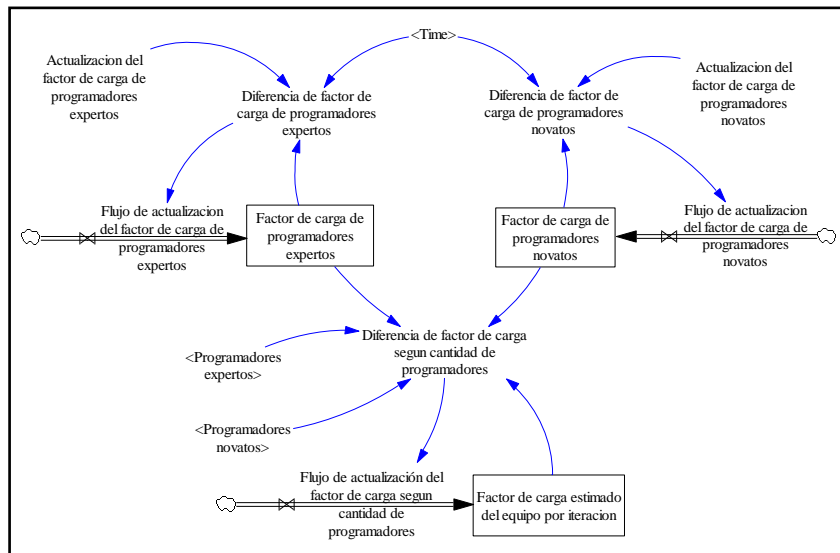 <Time>
Actualizacion del
factor de carga de
programadores
expertos
Diferencia de factor de
carga de programadores
expertos
Diferencia de factor de
carga de programadores
novatos
Actualizacion del
factor de carga de
programadores
novatos
Flujo de actualizacion
del factor de carga de
programadores
expertos
Factor de carga de
programadores
expertos
Factor de carga de
programadores
novatos
Flujo de actualizacion
del factor de carga de
programadores
novatos
Diferencia de factor de carga
segun cantidad de
programadores
<Programadores
expertos>
<Programadores
novatos>
Flujo de actualización del
factor de carga segun
cantidad de
programadores
Factor de carga estimado
del equipo por iteracion